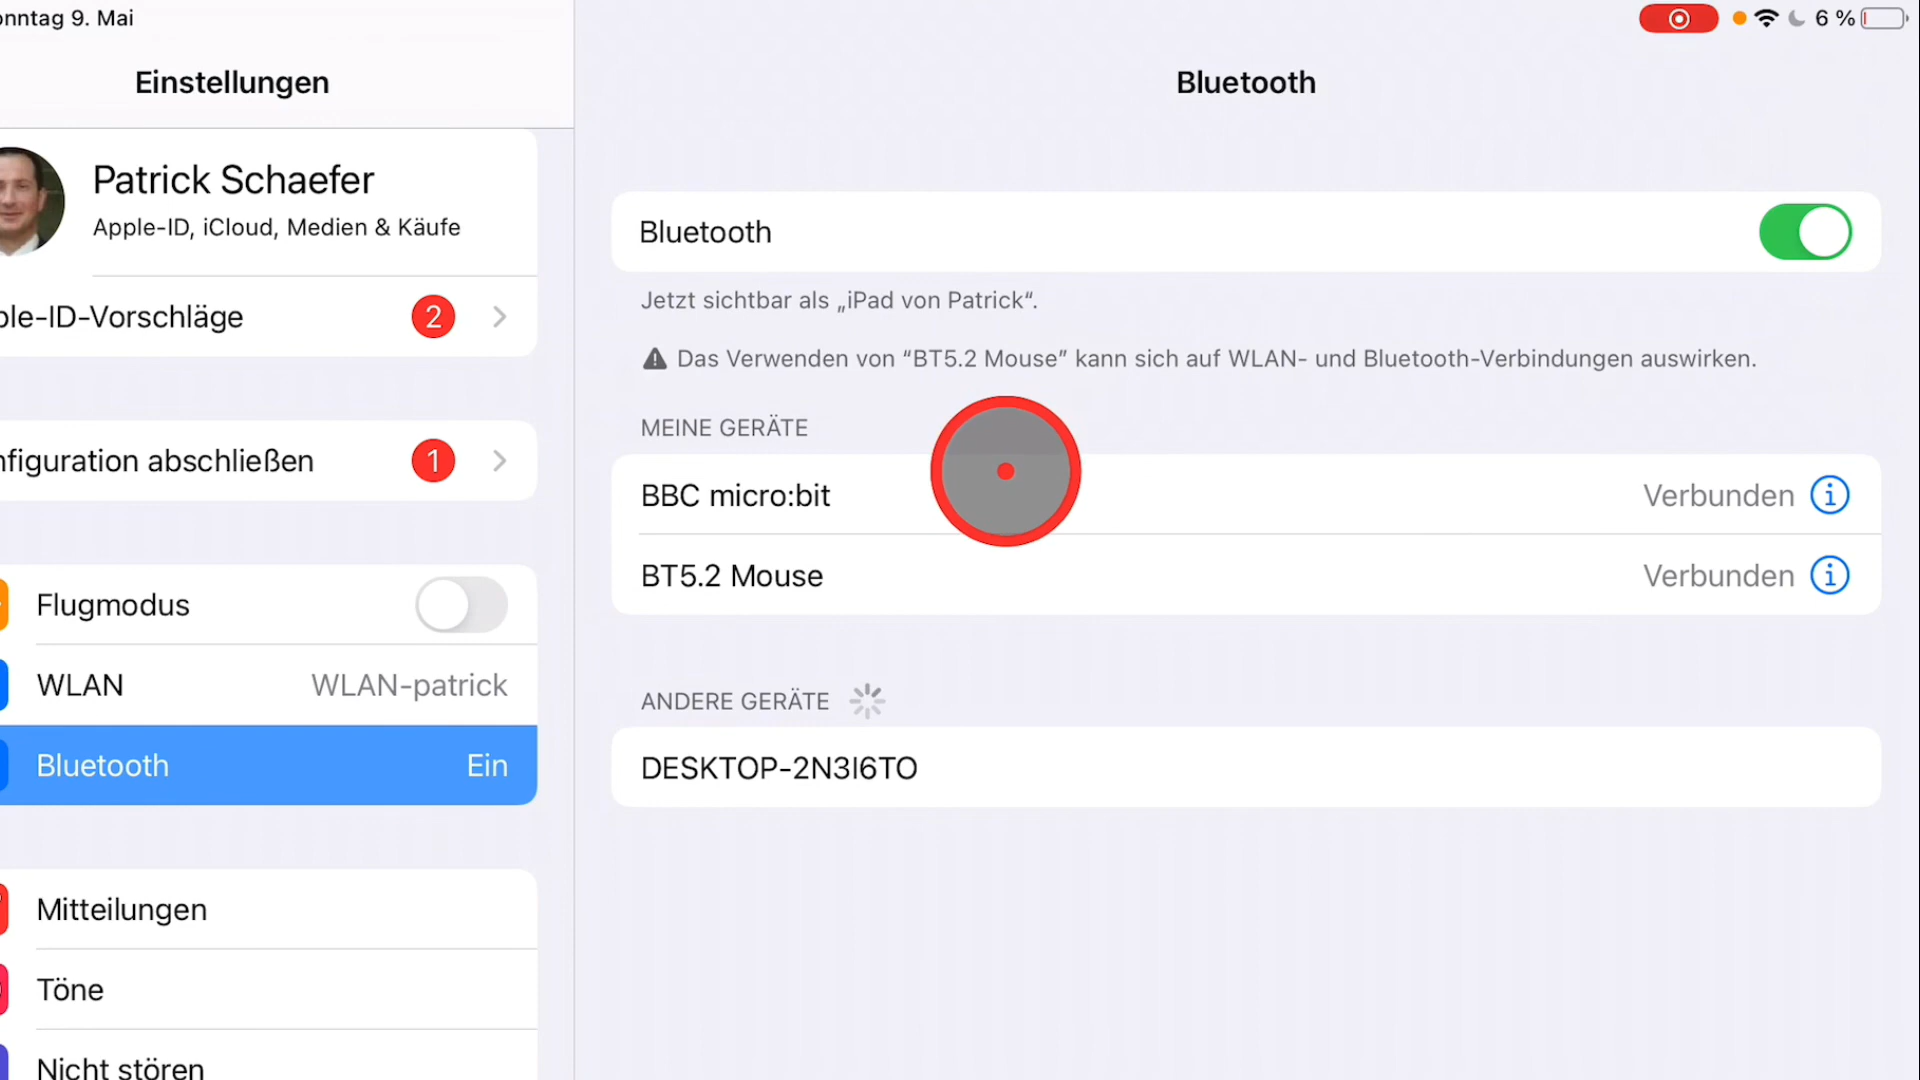 onntag 9. Mai
6 %
Einstellungen
Bluetooth
Patrick Schaefer
Apple-ID, iCloud, Medien & Käufe
ple-ID-Vorschläge
2
nfiguration abschließen
1
Flugmodus
WLAN
WLAN-patrick
Bluetooth
Ein
Mitteilungen
Töne
Nicht stören
Bluetooth
Jetzt sichtbar als „iPad von Patrick“.
Das Verwenden von “BT5.2 Mouse” kann sich auf WLAN- und Bluetooth-Verbindungen auswirken.
MEINE GERÄTE
BBC micro:bit
Verbunden
BT5.2 Mouse
Verbunden
ANDERE GERÄTE
DESKTOP-2N3I6TO